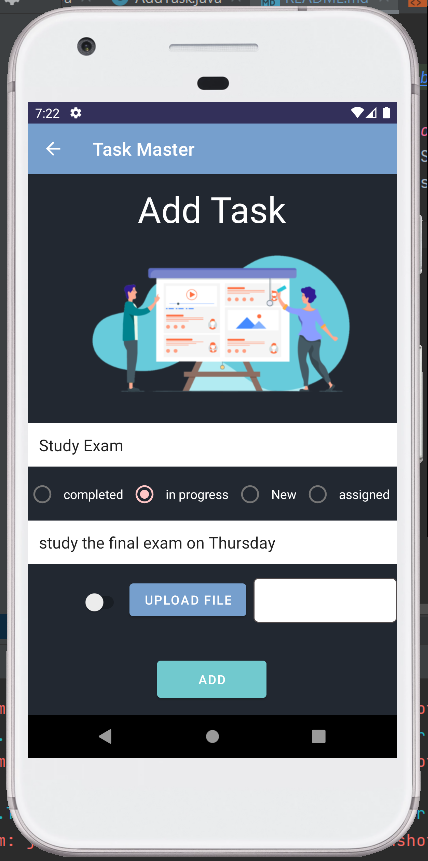 AddTask.java
README.md
7:22
Task Master
Add Task
Study Exam
completed in progress New assigned
study the final exam on Thursday
UPLOAD FILE
ADD